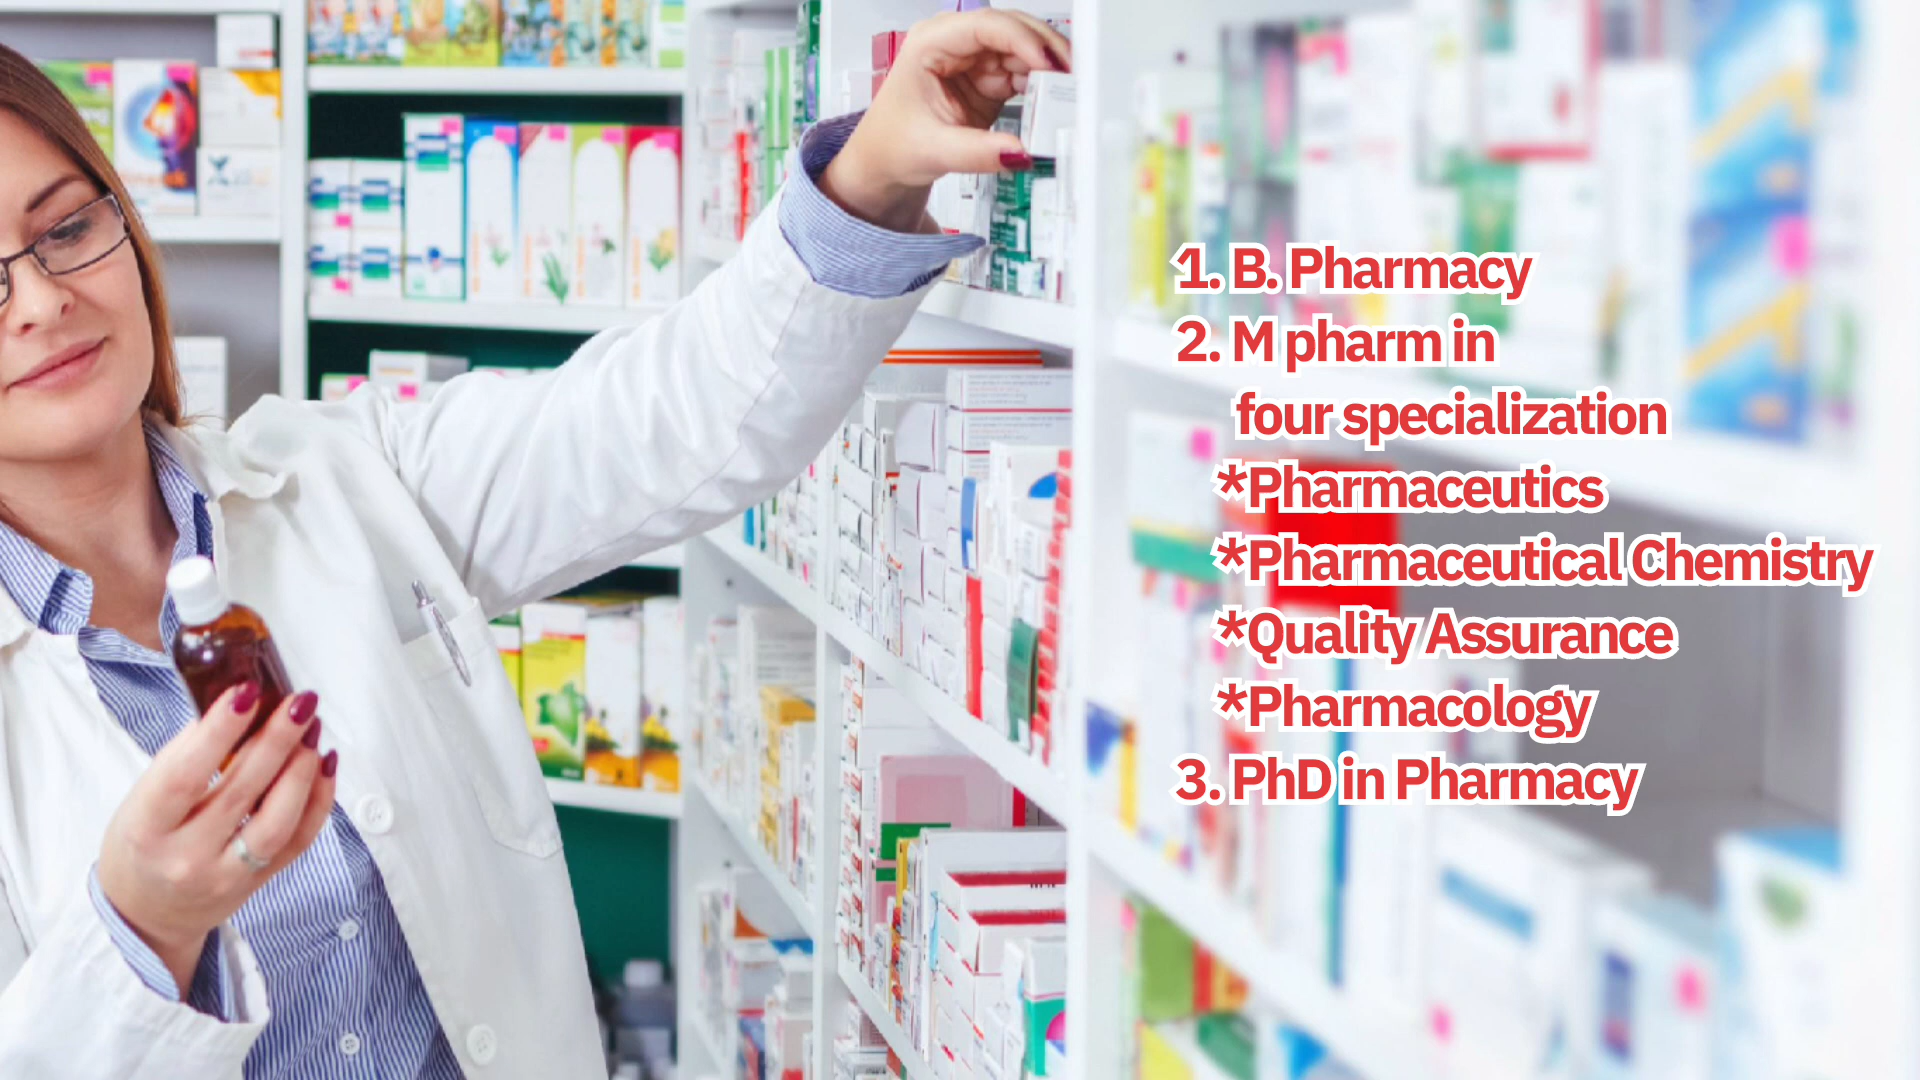 1. B. Pharmacy
2. M pharm in
four specialization
*Pharmaceutics
*Pharmaceutical Chemistry
*Quality Assurance
*Pharmacology
3. PhD in Pharmacy